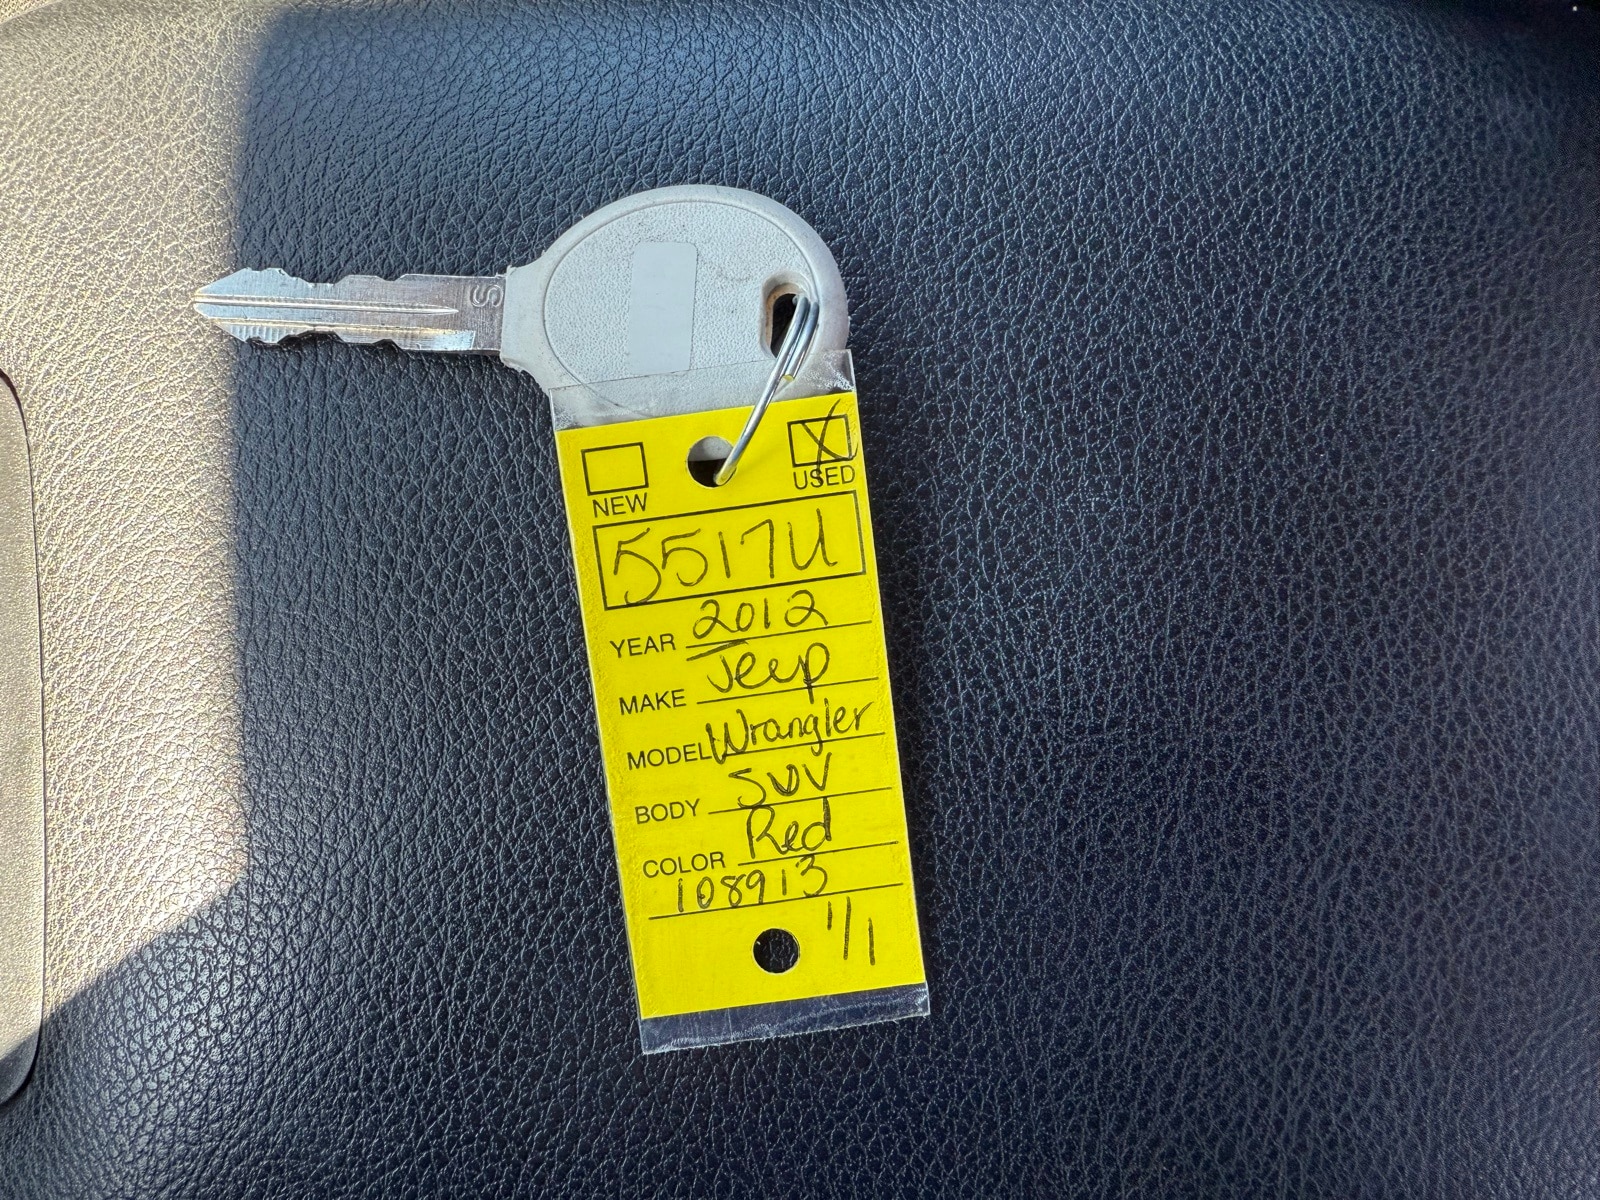 S
NEW X USED
5517U
YEAR 2012
MAKE Jeep
MODEL Wrangler
BODY SUV
COLOR Red
108913
1/1